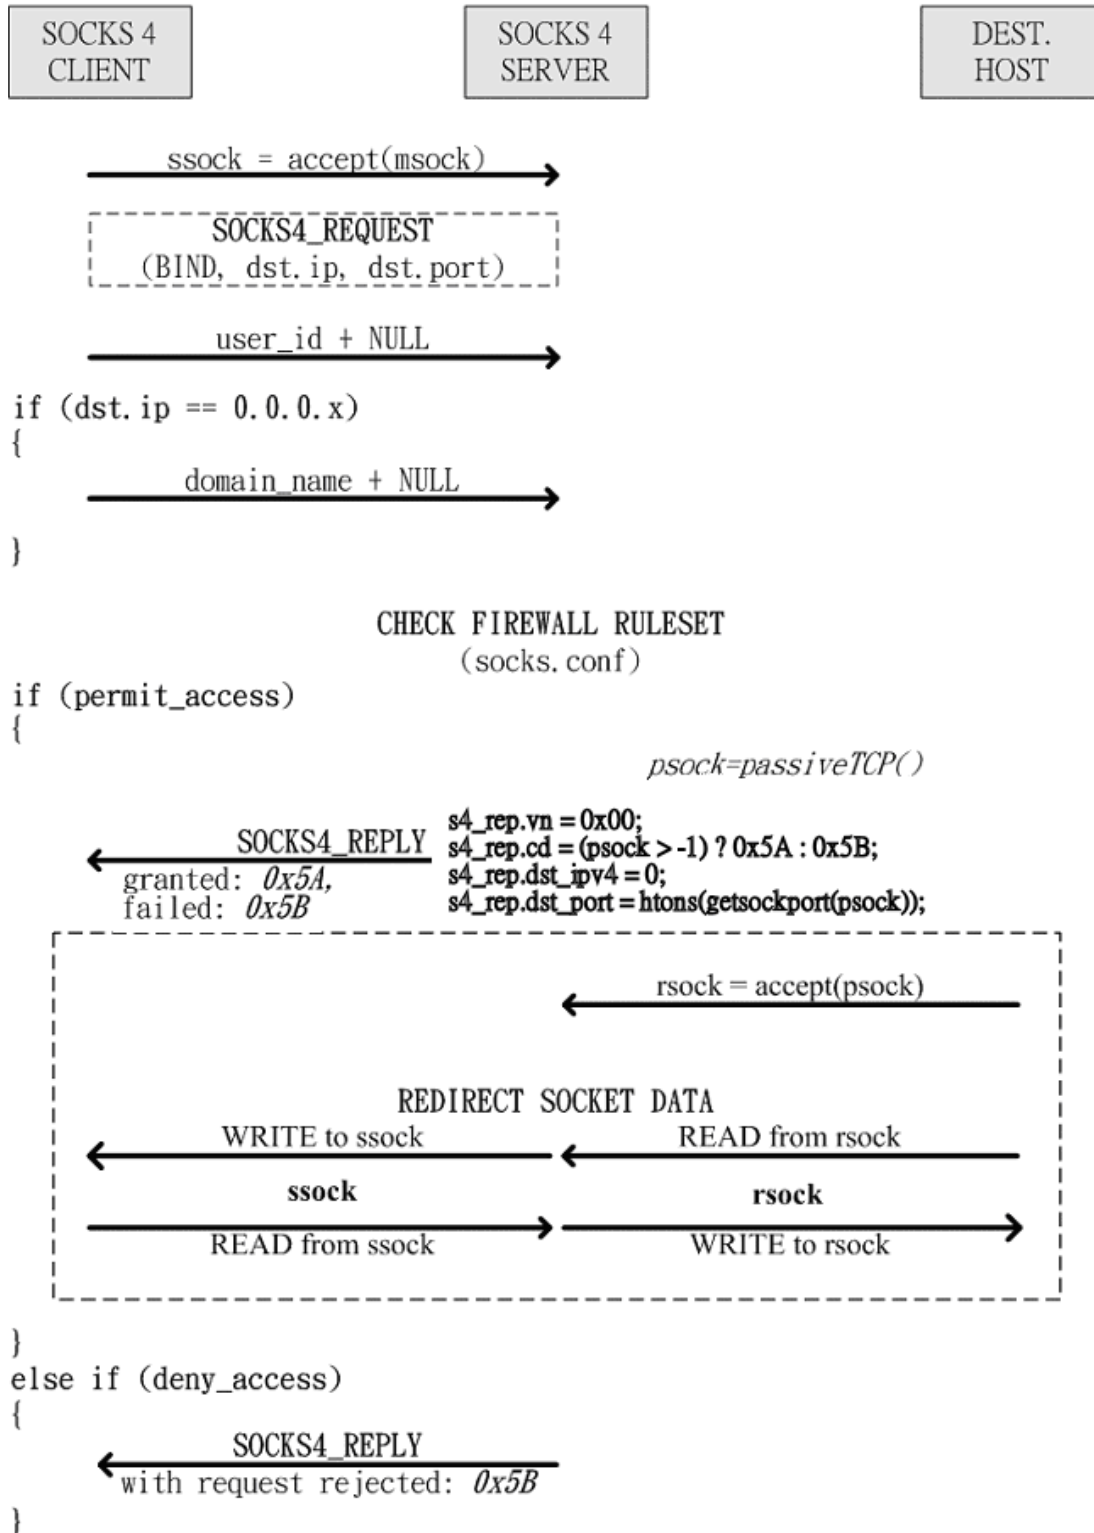 SOCKS 4
CLIENT
SOCKS 4
SERVER
DEST.
HOST
ssock = accept(msock)
SOCKS4_REQUEST
(BIND, dst.ip, dst.port)
user_id + NULL
if (dst.ip == 0.0.0.x)
{
domain_name + NULL
}
CHECK FIREWALL RULESET
(socks.conf)
if (permit_access)
{
psock=passiveTCP()
SOCKS4_REPLY
granted: 0x5A,
failed: 0x5B
s4_rep.vn = 0x00;
s4_rep.cd = (psock > -1) ? 0x5A : 0x5B;
s4_rep.dst_ipv4 = 0;
s4_rep.dst_port = htons(getsockport(psock));
rsock = accept(psock)
REDIRECT SOCKET DATA
WRITE to ssock
READ from rsock
ssock
rsock
READ from ssock
WRITE to rsock
}
else if (deny_access)
{
SOCKS4_REPLY
with request rejected: 0x5B
}